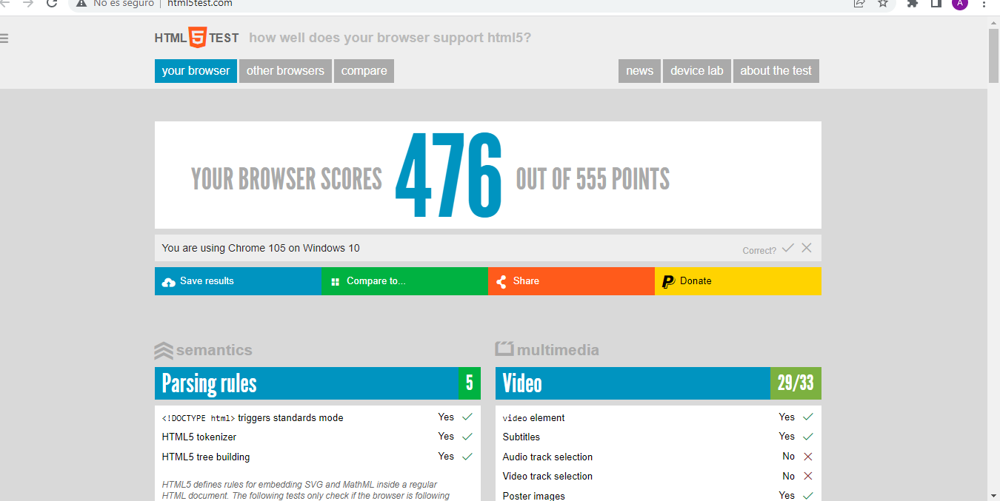 No es seguro | html5test.com
HTML 5 TEST how well does your browser support html5?
your browser other browsers compare news device lab about the test
YOUR BROWSER SCORES 476 OUT OF 555 POINTS
You are using Chrome 105 on Windows 10 Correct?
Save results Compare to... Share Donate
semantics
Parsing rules 5
<!DOCTYPE html> triggers standards mode Yes
HTML5 tokenizer Yes
HTML5 tree building Yes
HTML5 defines rules for embedding SVG and MathML inside a regular
HTML document. The following tests only check if the browser is following
multimedia
Video 29/33
video element Yes
Subtitles Yes
Audio track selection No
Video track selection No
Poster images Yes